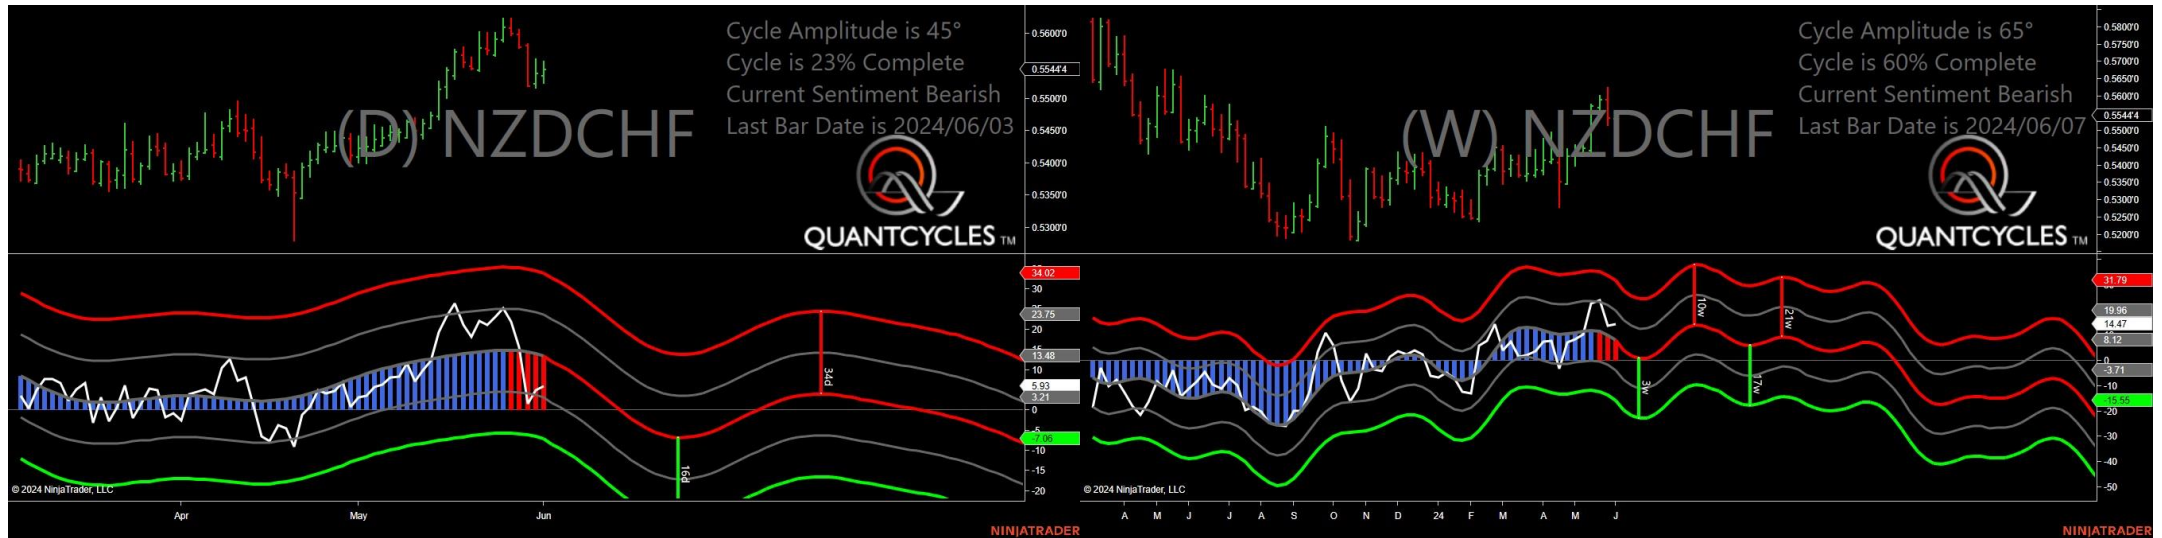 Cycle Amplitude is 45°
Cycle is 23% Complete
Current Sentiment Bearish
Last Bar Date is 2024/06/03
(D) NZDCHF
QUANTCYCLES TM
0.5600'0
0.5544'4
0.5500'0
0.5450'0
0.5400'0
0.5350'0
0.5300'0
34.02
30
25
23.75
20
15
13.48
10
5.93
3.21
0
-5
-7.06
-10
-15
-20
34d
16d
© 2024 NinjaTrader, LLC
Apr May Jun
NINJATRADER
Cycle Amplitude is 65°
Cycle is 60% Complete
Current Sentiment Bearish
Last Bar Date is 2024/06/07
(W) NZDCHF
QUANTCYCLES TM
0.5800'0
0.5750'0
0.5700'0
0.5650'0
0.5600'0
0.5544'4
0.5500'0
0.5450'0
0.5400'0
0.5350'0
0.5300'0
0.5250'0
0.5200'0
31.79
19.96
14.47
8.12
0
-3.71
-10
-15.55
-20
-30
-40
-50
10w
21w
3w
17w
© 2024 NinjaTrader, LLC
A M J J A S O N D 24 F M A M J
NINJATRADER